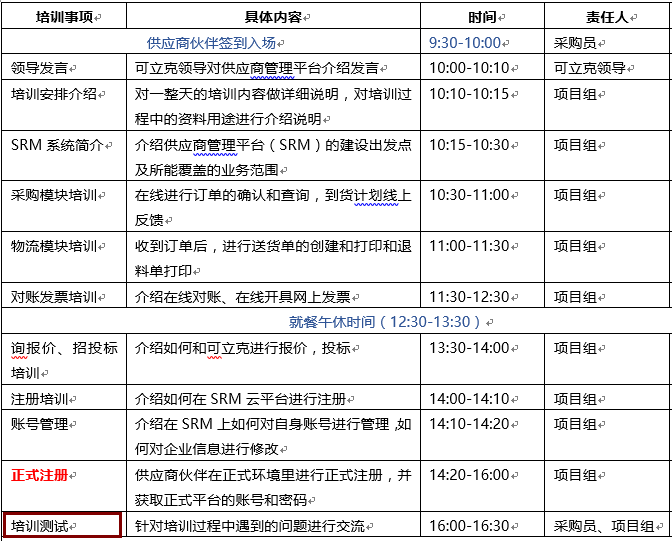 培训事项 具体内容 时间 责任人
供应商伙伴签到入场 9:30-10:00 采购员
领导发言 可立克领导对供应商管理平台介绍发言 10:00-10:10 可立克领导
培训安排介绍 对一整天的培训内容做详细说明，对培训过 10:10-10:15 项目组
程中的资料用途进行介绍说明
SRM 系统简介 介绍供应商管理平台（SRM）的建设出发点 10:15-10:30 项目组
及所能覆盖的业务范围
采购模块培训 在线进行订单的确认和查询，到货计划线上 10:30-11:00 项目组
反馈
物流模块培训 收到订单后，进行送货单的创建和打印和退 11:00-11:30 项目组
料单打印
对账发票培训 介绍在线对账、在线开具网上发票 11:30-12:30 项目组
就餐午休时间（12:30-13:30）
询报价、招投标 介绍如何和可立克进行报价，投标 13:30-14:00 项目组
培训
注册培训 介绍如何在 SRM 云平台进行注册 14:00-14:10 项目组
账号管理 介绍在 SRM 上如何对自身账号进行管理,如 14:10-14:20 项目组
何对企业信息进行修改
正式注册 供应商伙伴在正式环境里进行正式注册，并 14:20-16:00 项目组
获取正式平台的账号和密码
培训测试 针对培训过程中遇到的问题进行交流 16:00-16:30 采购员、项目组